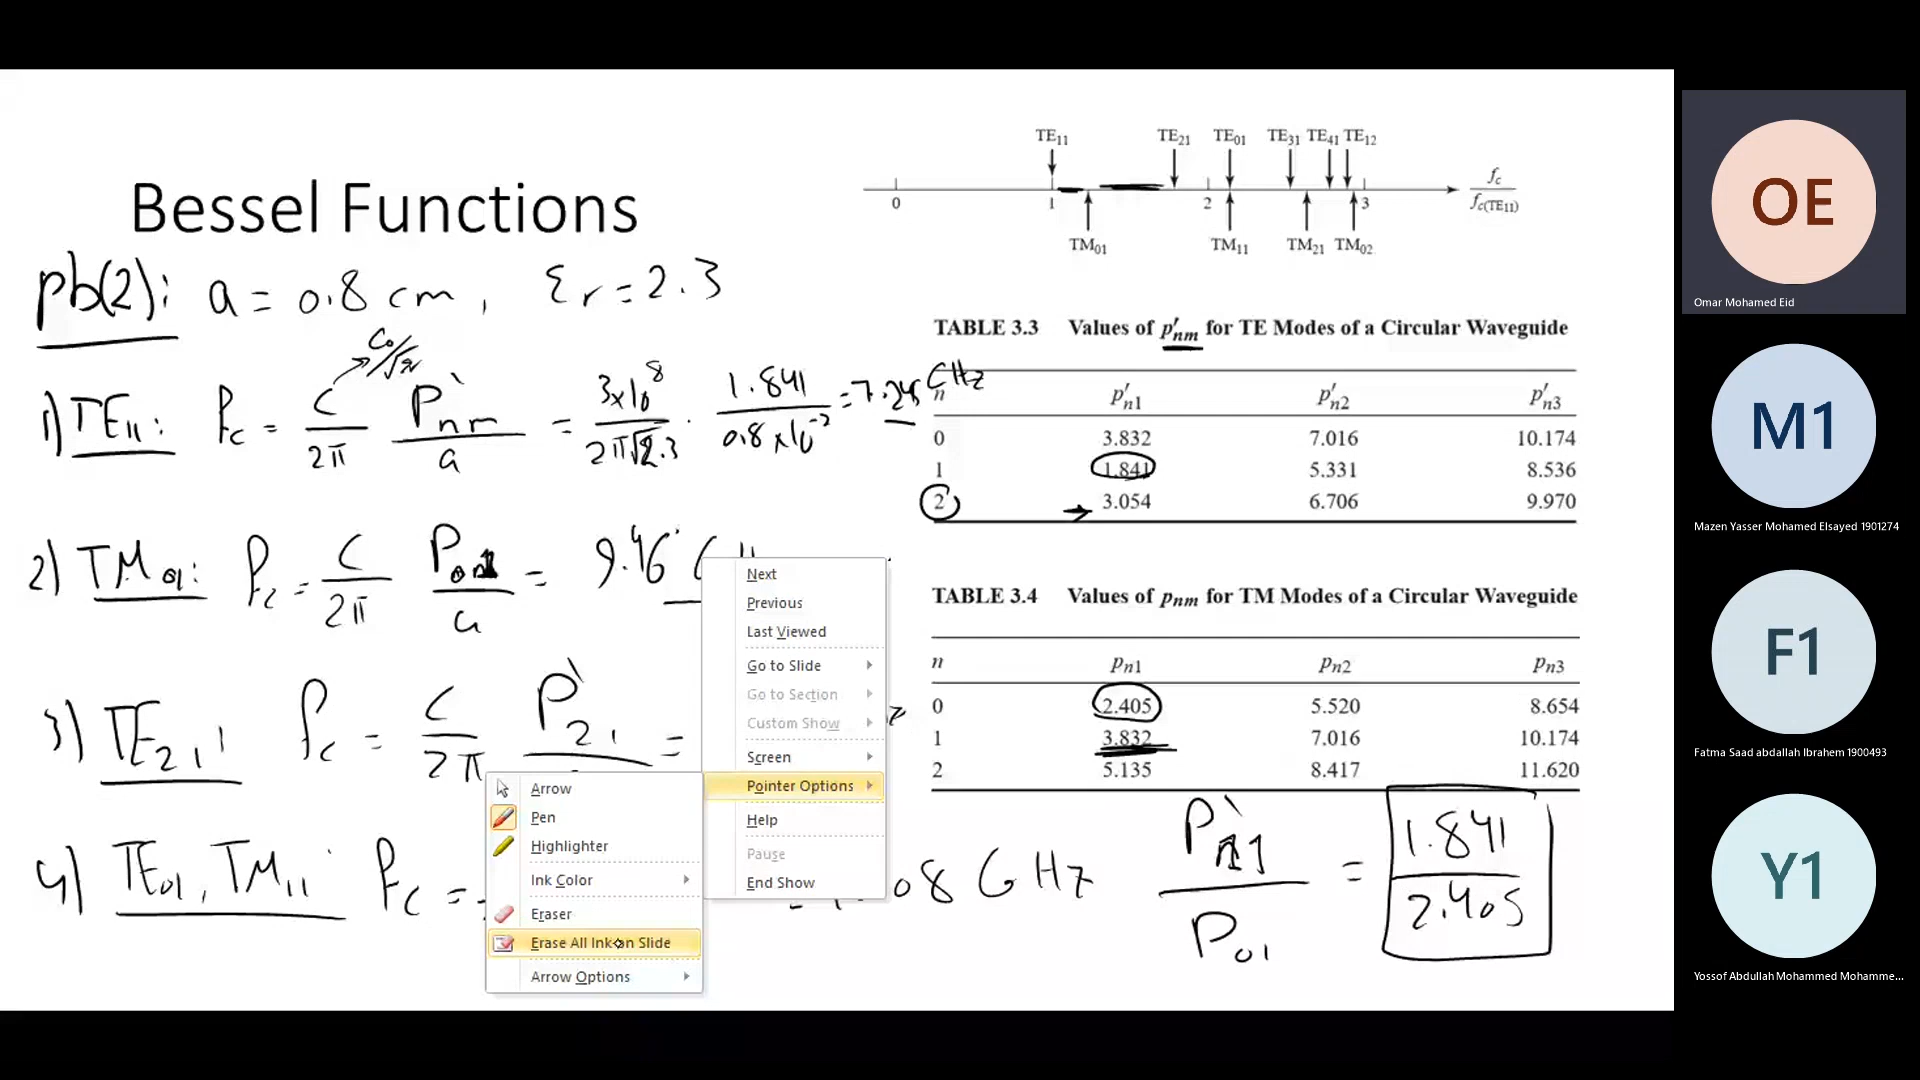 Bessel Functions
pb(2): a = 0.8 cm, Ɛr = 2.3
C0/√εr
1) TE11: fc = C/2π P'nm/a = 3x10^8/2π√2.3 . 1.841/0.8x10^-2 = 7.25 GHz
2) TM01: fc = C/2π P01/a = 9.46 G
3) TE21: fc = C/2π P'21 =
4) TE01, TM11: fc =
08 GHz
P'11/P01 = 1.841/2.405
TE11 TE21 TE01 TE31 TE41 TE12
0 1 2 3
fc/fc(TE11)
TM01 TM11 TM21 TM02
TABLE 3.3 Values of p′nm for TE Modes of a Circular Waveguide
n p′n1 p′n2 p′n3
0 3.832 7.016 10.174
1 1.841 5.331 8.536
2 3.054 6.706 9.970
TABLE 3.4 Values of pnm for TM Modes of a Circular Waveguide
n pn1 pn2 pn3
0 2.405 5.520 8.654
1 3.832 7.016 10.174
2 5.135 8.417 11.620
Next
Previous
Last Viewed
Go to Slide
Go to Section
Custom Show
Screen
Pointer Options
Help
Pause
End Show
Arrow
Pen
Highlighter
Ink Color
Eraser
Erase All Ink on Slide
Arrow Options
OE
Omar Mohamed Eid
M1
Mazen Yasser Mohamed Elsayed 1901274
F1
Fatma Saad abdallah Ibrahem 1900493
Y1
Yossof Abdullah Mohammed Mohamme...